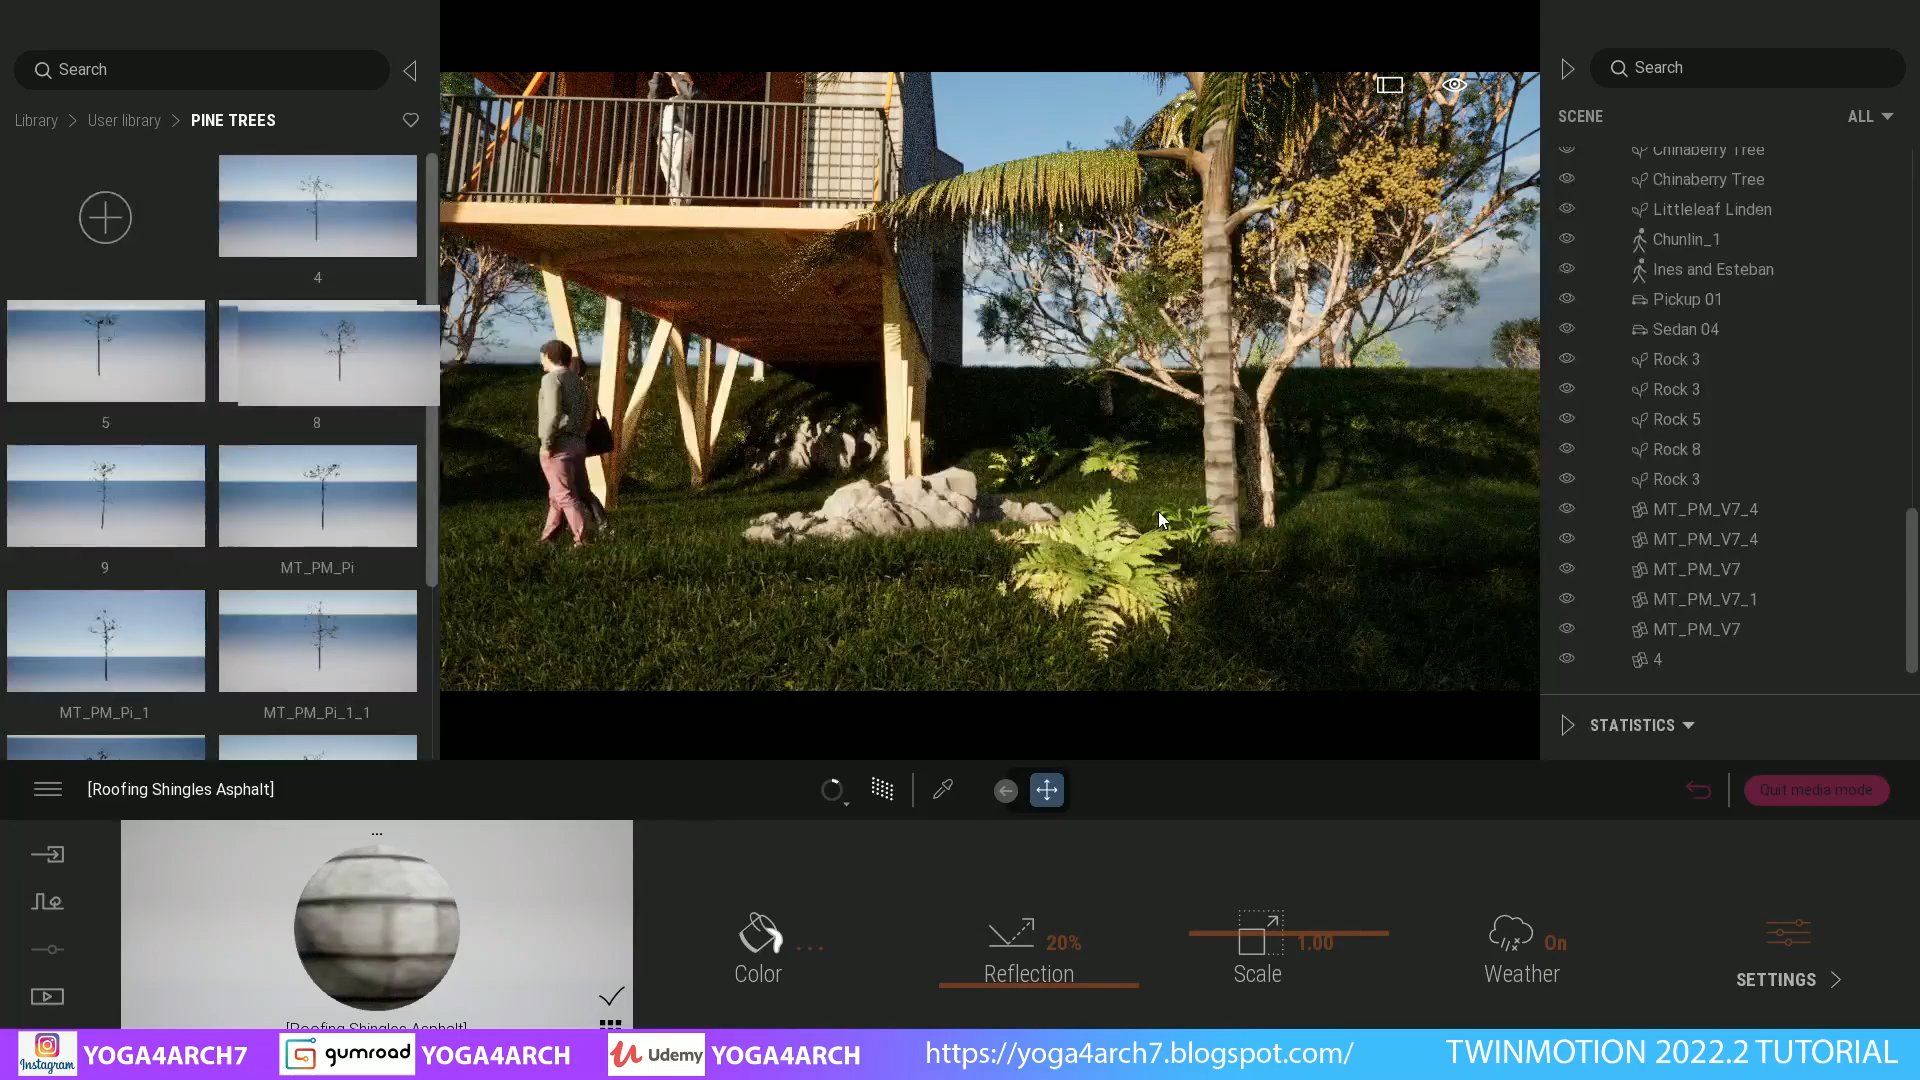 Search
Library
User library
PINE TREES
4
5
8
9
MT_PM_Pi
MT_PM_Pi_1
MT_PM_Pi_1_1
Search
SCENE
ALL
Chinaberry Tree
Chinaberry Tree
Littleleaf Linden
Chunlin_1
Ines and Esteban
Pickup 01
Sedan 04
Rock 3
Rock 3
Rock 5
Rock 8
Rock 3
MT_PM_V7_4
MT_PM_V7_4
MT_PM_V7
MT_PM_V7_1
MT_PM_V7
4
STATISTICS
[Roofing Shingles Asphalt]
Quit media mode
...
[Roofing Shingles Asphalt]
Color ...
Reflection 20%
Scale 1.00
Weather On
SETTINGS
Instagram YOGA4ARCH7
gumroad YOGA4ARCH
Udemy YOGA4ARCH
https://yoga4arch7.blogspot.com/
TWINMOTION 2022.2 TUTORIAL